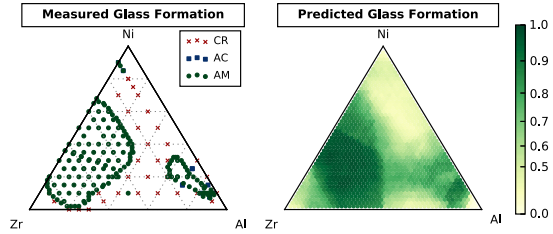 Measured Glass Formation
Ni
CR
AC
AM
Zr
Al
Predicted Glass Formation
Ni
Zr
Al
1.0
0.9
0.8
0.7
0.6
0.5
0.0